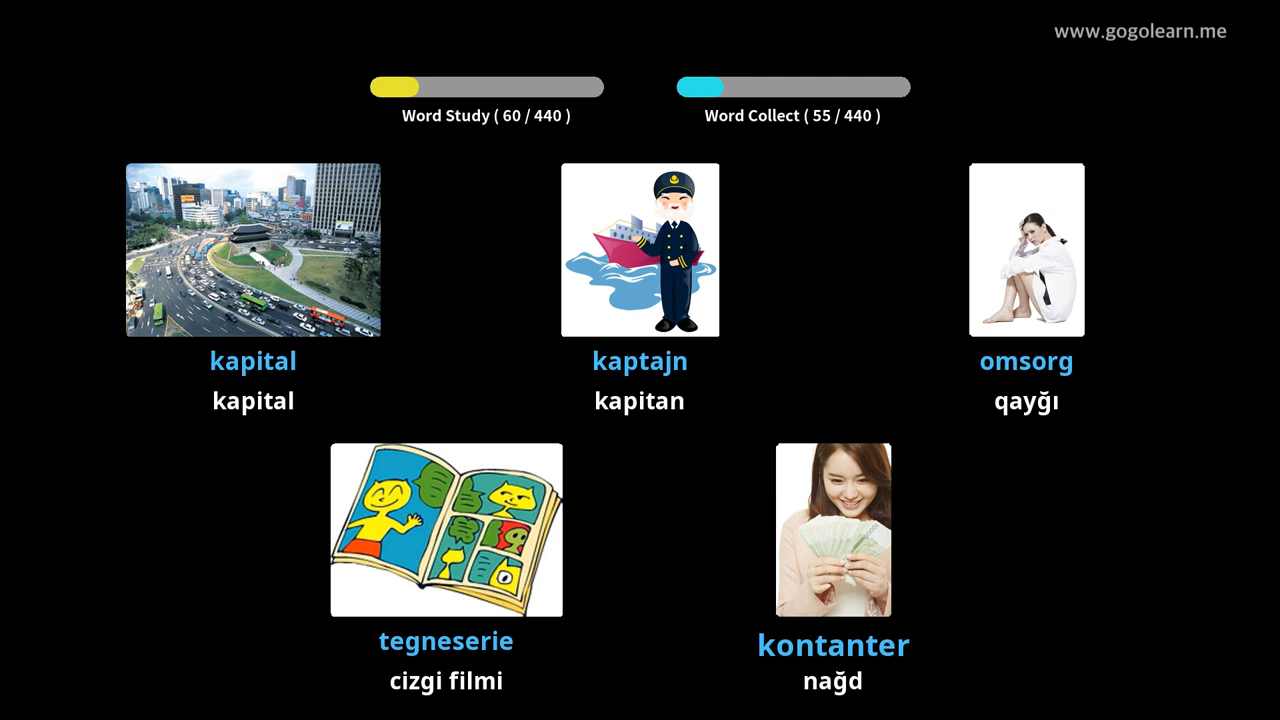 www.gogolearn.me
Word Study ( 60 / 440 )
Word Collect ( 55 / 440 )
kapital
kapital
kaptajn
kapitan
omsorg
qayğı
tegneserie
cizgi filmi
kontanter
nağd